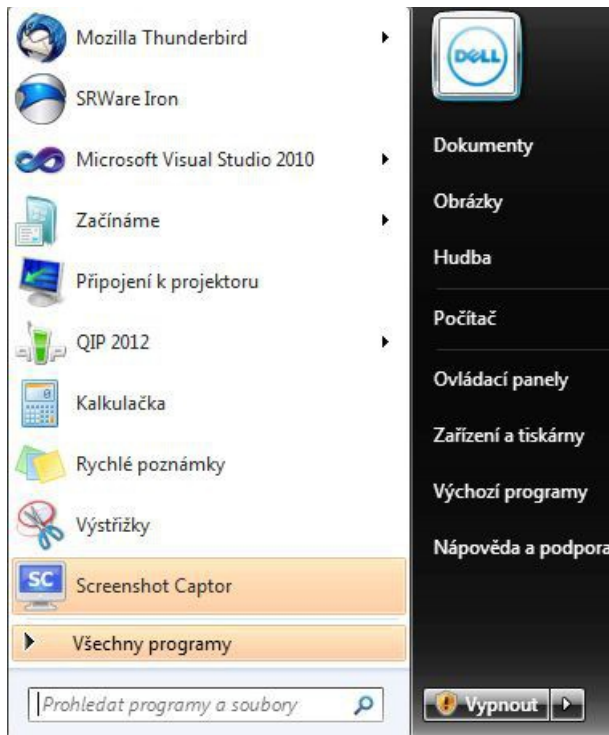 Mozilla Thunderbird
SRWare Iron
Microsoft Visual Studio 2010
Začínáme
Připojení k projektoru
QIP 2012
Kalkulačka
Rychlé poznámky
Výstřižky
SC
Screenshot Captor
Všechny programy
Prohledat programy a soubory
DELL
Dokumenty
Obrázky
Hudba
Počítač
Ovládací panely
Zařízení a tiskárny
Výchozí programy
Nápověda a podpora
Vypnout